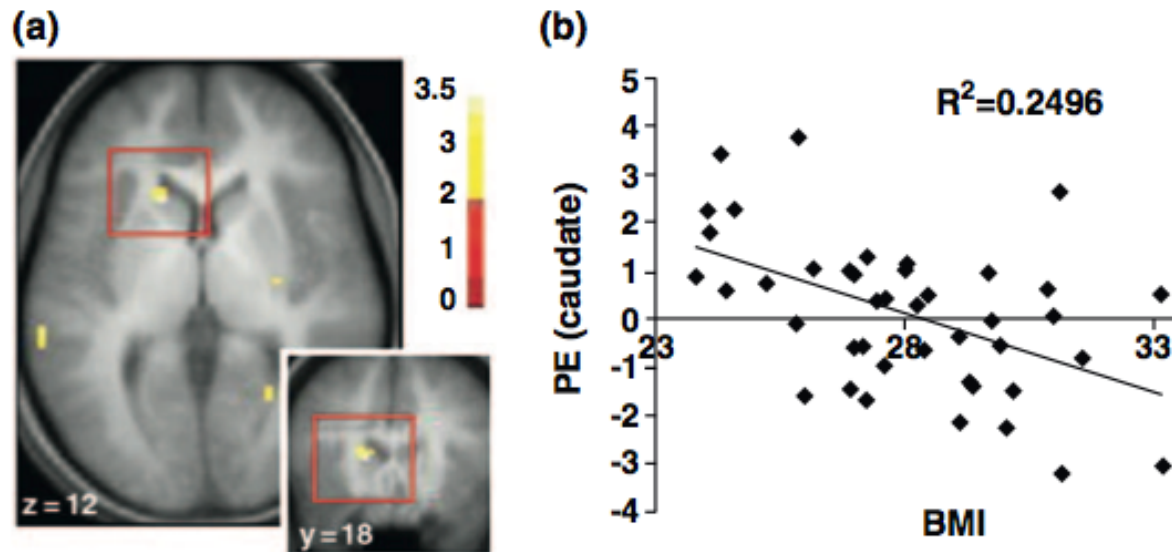 (a)
3.5
3
2
1
0
z = 12
y = 18
(b)
R²=0.2496
PE (caudate)
5
4
3
2
1
0
-1
-2
-3
-4
23
28
33
BMI